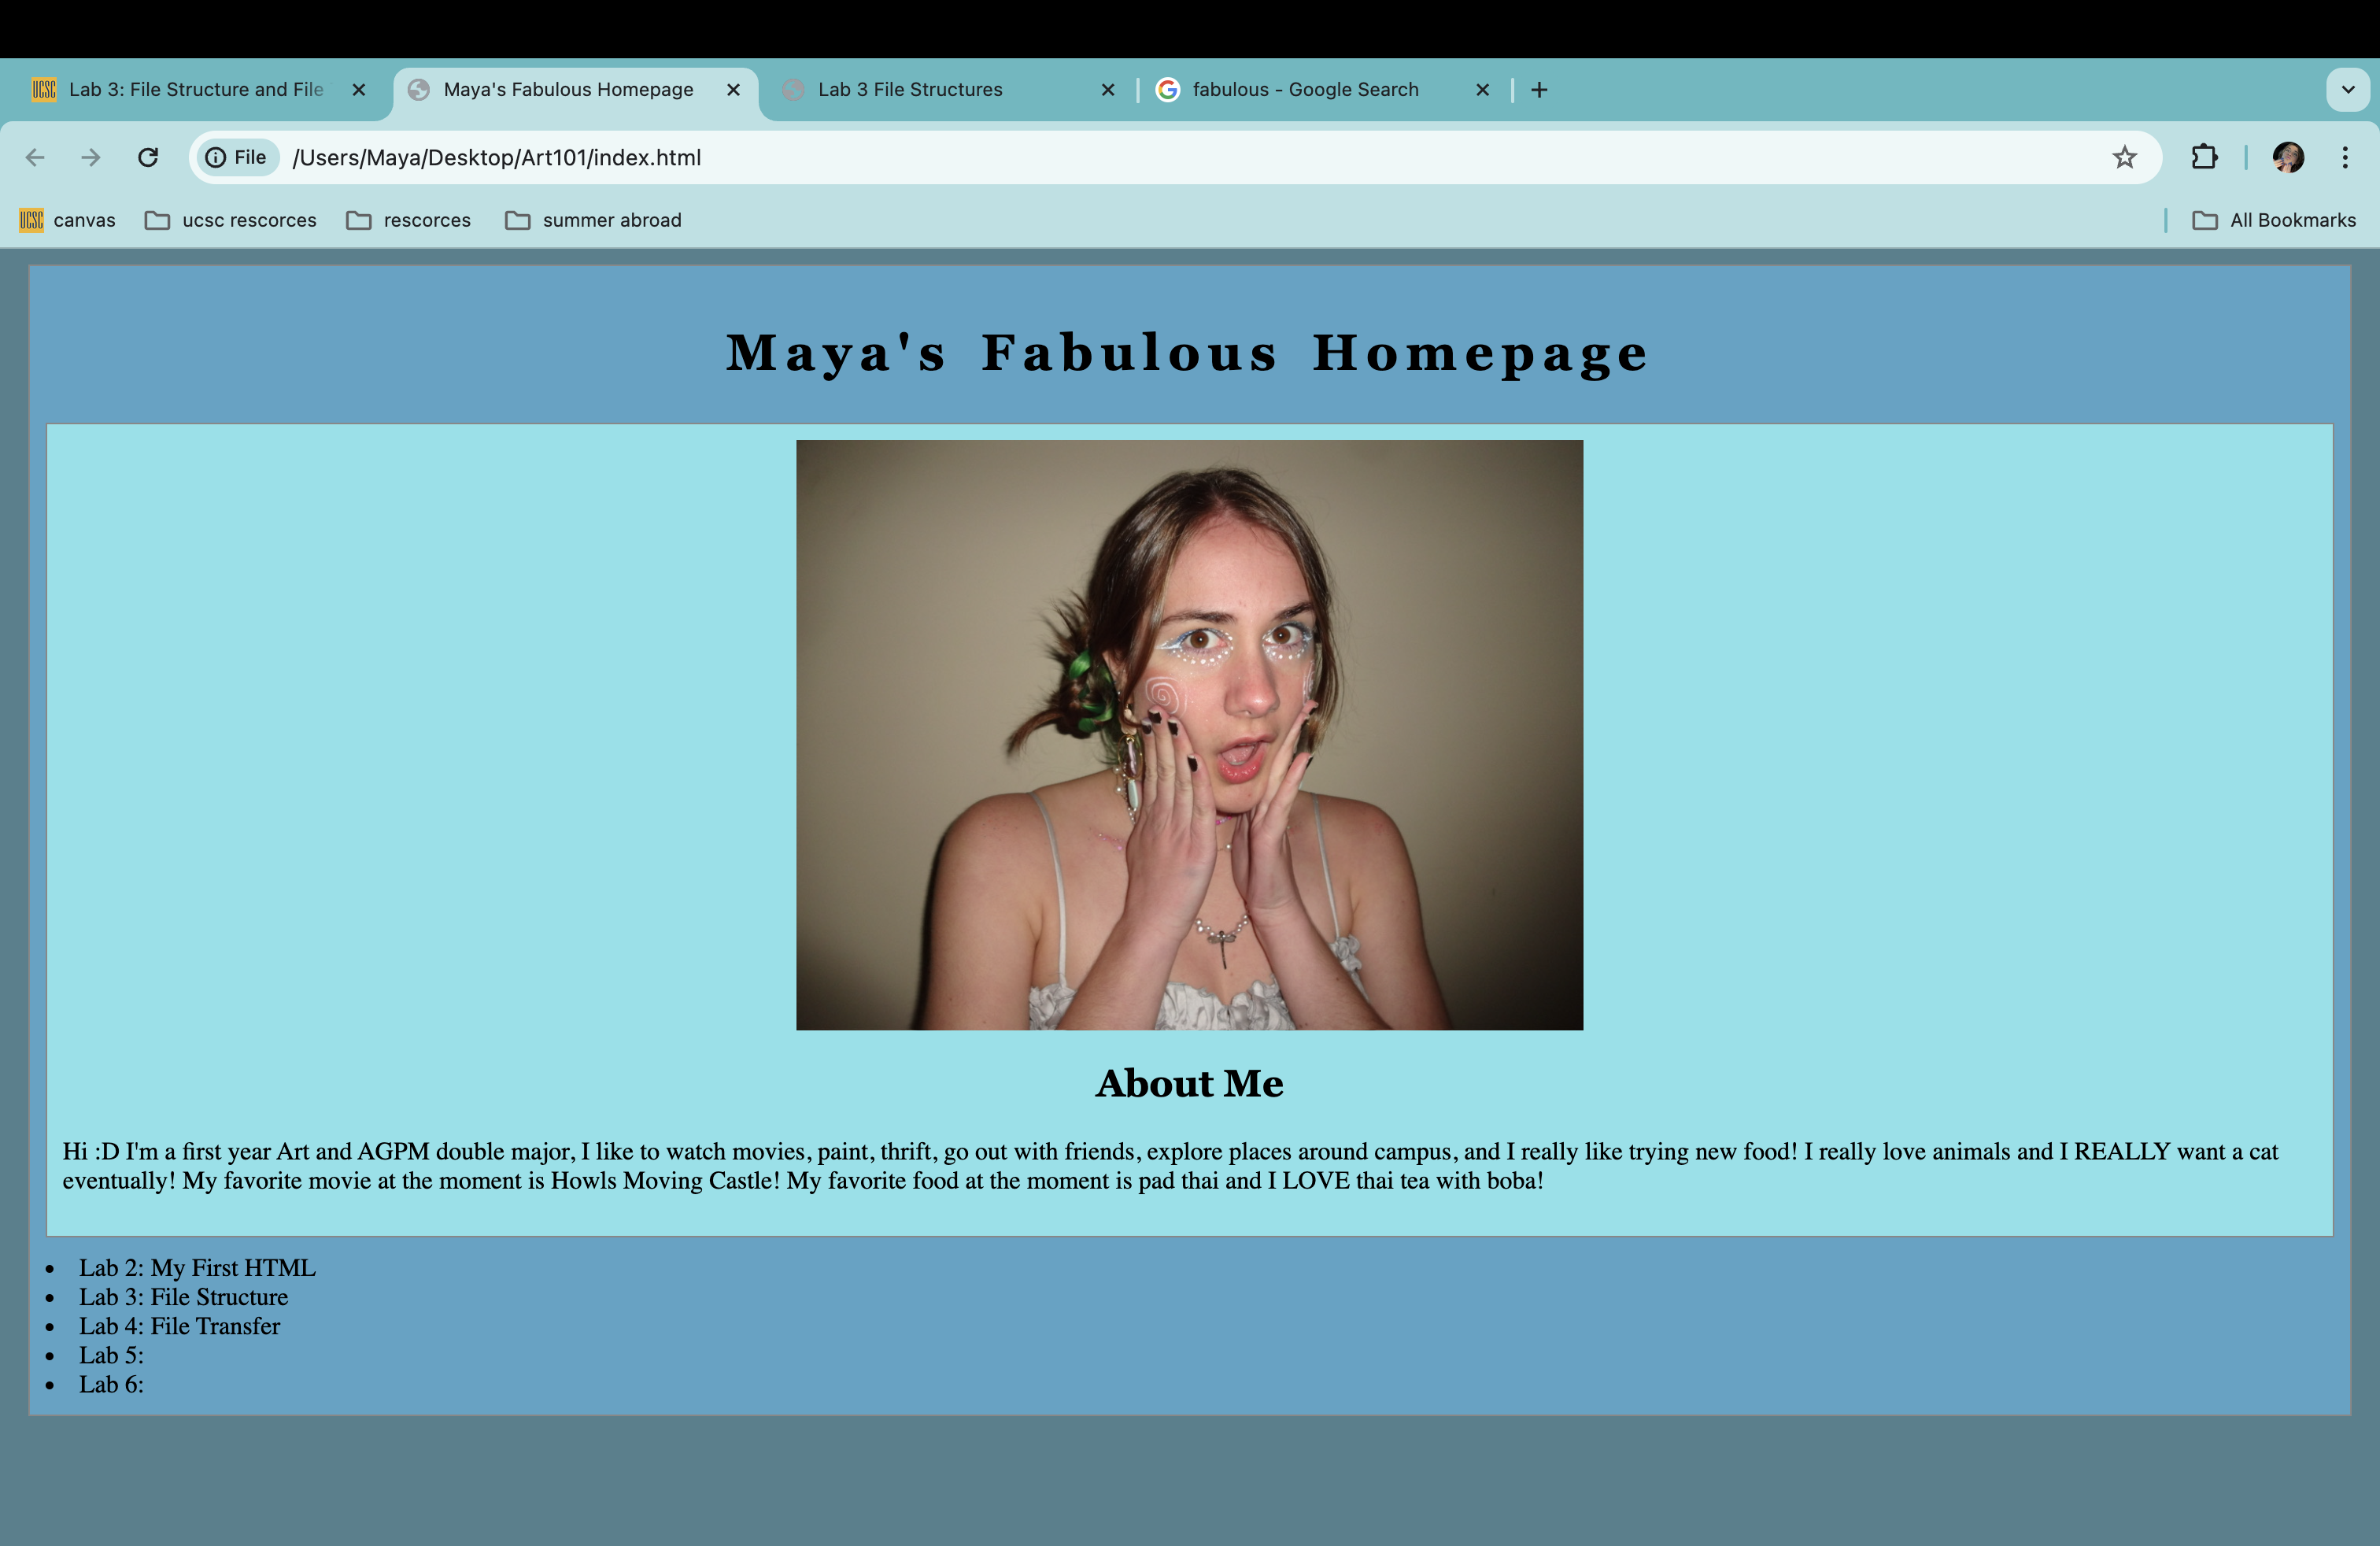 UCSC Lab 3: File Structure and File
Maya's Fabulous Homepage
Lab 3 File Structures
fabulous - Google Search
File /Users/Maya/Desktop/Art101/index.html
UCSC canvas
ucsc rescorces
rescorces
summer abroad
All Bookmarks
Maya's Fabulous Homepage
About Me
Hi :D I'm a first year Art and AGPM double major, I like to watch movies, paint, thrift, go out with friends, explore places around campus, and I really like trying new food! I really love animals and I REALLY want a cat
eventually! My favorite movie at the moment is Howls Moving Castle! My favorite food at the moment is pad thai and I LOVE thai tea with boba!
Lab 2: My First HTML
Lab 3: File Structure
Lab 4: File Transfer
Lab 5:
Lab 6: